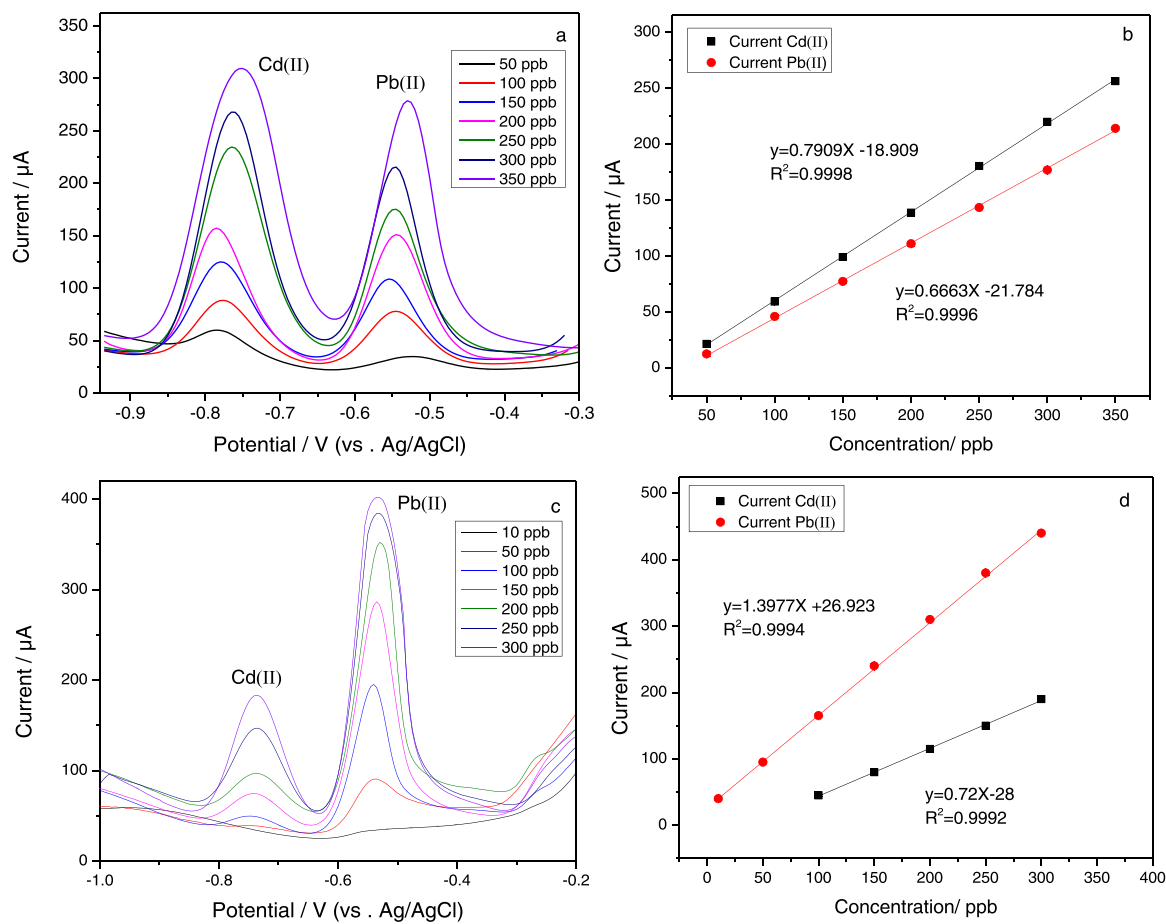 a
Cd(II)
Pb(II)
50 ppb
100 ppb
150 ppb
200 ppb
250 ppb
300 ppb
350 ppb
350
300
250
200
150
100
50
0
Current / µA
-0.9
-0.8
-0.7
-0.6
-0.5
-0.4
-0.3
Potential / V (vs . Ag/AgCl)
b
Current Cd(II)
Current Pb(II)
y=0.7909X -18.909
R²=0.9998
y=0.6663X -21.784
R²=0.9996
300
250
200
150
100
50
0
Current / µA
50
100
150
200
250
300
350
Concentration/ ppb
c
Pb(II)
Cd(II)
10 ppb
50 ppb
100 ppb
150 ppb
200 ppb
250 ppb
300 ppb
400
300
200
100
0
Current / µA
-1.0
-0.8
-0.6
-0.4
-0.2
Potential / V (vs . Ag/AgCl)
d
Current Cd(II)
Current Pb(II)
y=1.3977X +26.923
R²=0.9994
y=0.72X-28
R²=0.9992
500
400
300
200
100
0
Current / µA
0
50
100
150
200
250
300
350
400
Concentration/ ppb